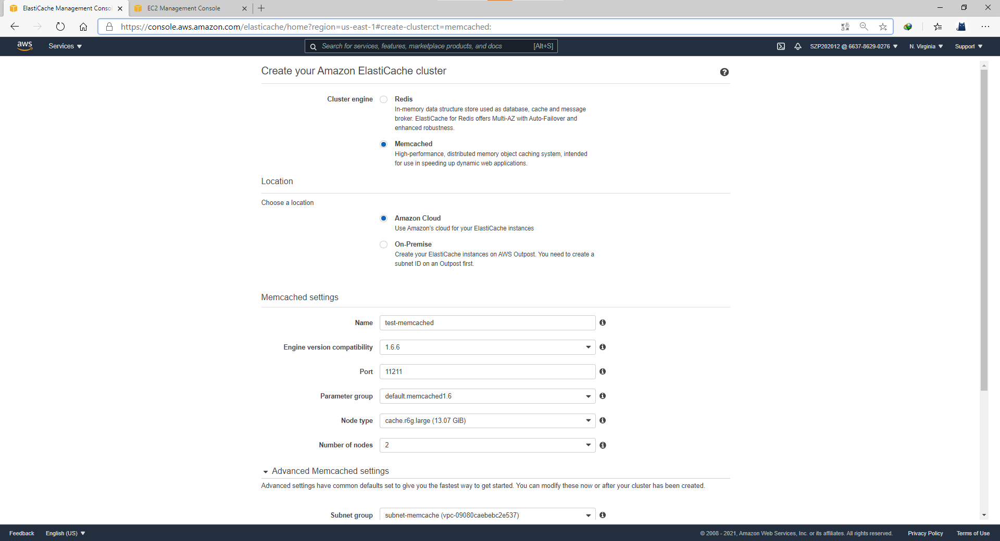 ElastiCache Management Conso
EC2 Management Console
https://console.aws.amazon.com/elasticache/home?region=us-east-1#create-cluster:ct=memcached:
aws
Services
Search for services, features, marketplace products, and docs [Alt+S]
SZP202012 @ 6637-8629-0276
N. Virginia
Support
Create your Amazon ElastiCache cluster
Cluster engine
Redis
In-memory data structure store used as database, cache and message
broker. ElastiCache for Redis offers Multi-AZ with Auto-Failover and
enhanced robustness.
Memcached
High-performance, distributed memory object caching system, intended
for use in speeding up dynamic web applications.
Location
Choose a location
Amazon Cloud
Use Amazon's cloud for your ElastiCache instances
On-Premise
Create your ElastiCache instances on AWS Outpost. You need to create a
subnet ID on an Outpost first.
Memcached settings
Name test-memcached
Engine version compatibility 1.6.6
Port 11211
Parameter group default.memcached1.6
Node type cache.r6g.large (13.07 GiB)
Number of nodes 2
Advanced Memcached settings
Advanced settings have common defaults set to give you the fastest way to get started. You can modify these now or after your cluster has been created.
Subnet group subnet-memcache (vpc-09080caebebc2e537)
Feedback
English (US)
© 2008 - 2021, Amazon Web Services, Inc. or its affiliates. All rights reserved.
Privacy Policy
Terms of Use